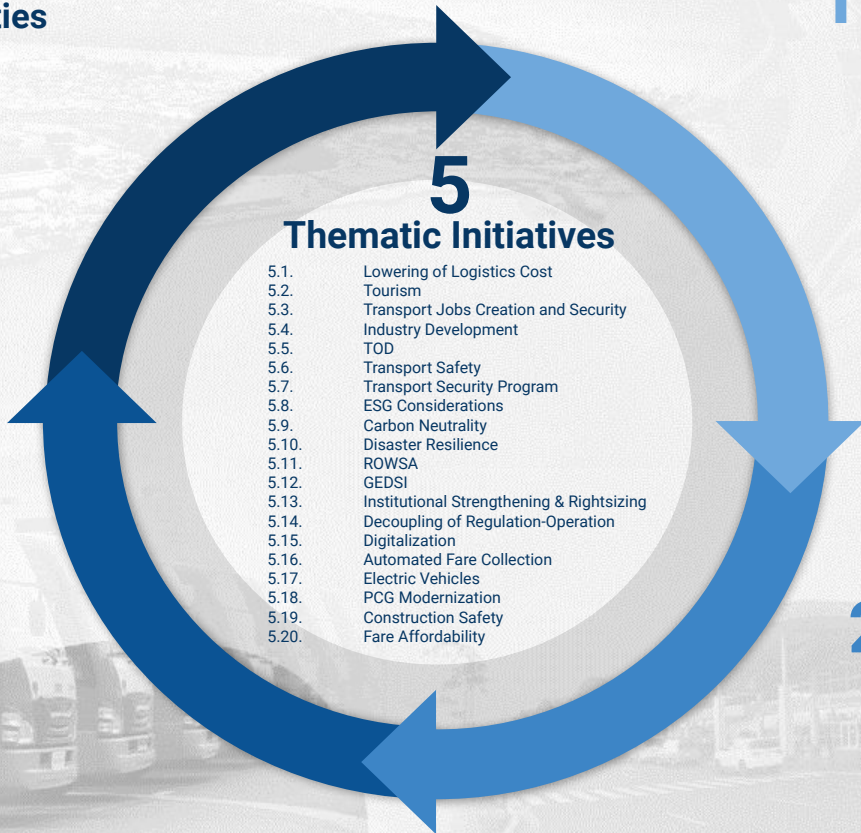 ties
5
Thematic Initiatives
5.1. Lowering of Logistics Cost
5.2. Tourism
5.3. Transport Jobs Creation and Security
5.4. Industry Development
5.5. TOD
5.6. Transport Safety
5.7. Transport Security Program
5.8. ESG Considerations
5.9. Carbon Neutrality
5.10. Disaster Resilience
5.11. ROWSA
5.12. GEDSI
5.13. Institutional Strengthening & Rightsizing
5.14. Decoupling of Regulation-Operation
5.15. Digitalization
5.16. Automated Fare Collection
5.17. Electric Vehicles
5.18. PCG Modernization
5.19. Construction Safety
5.20. Fare Affordability